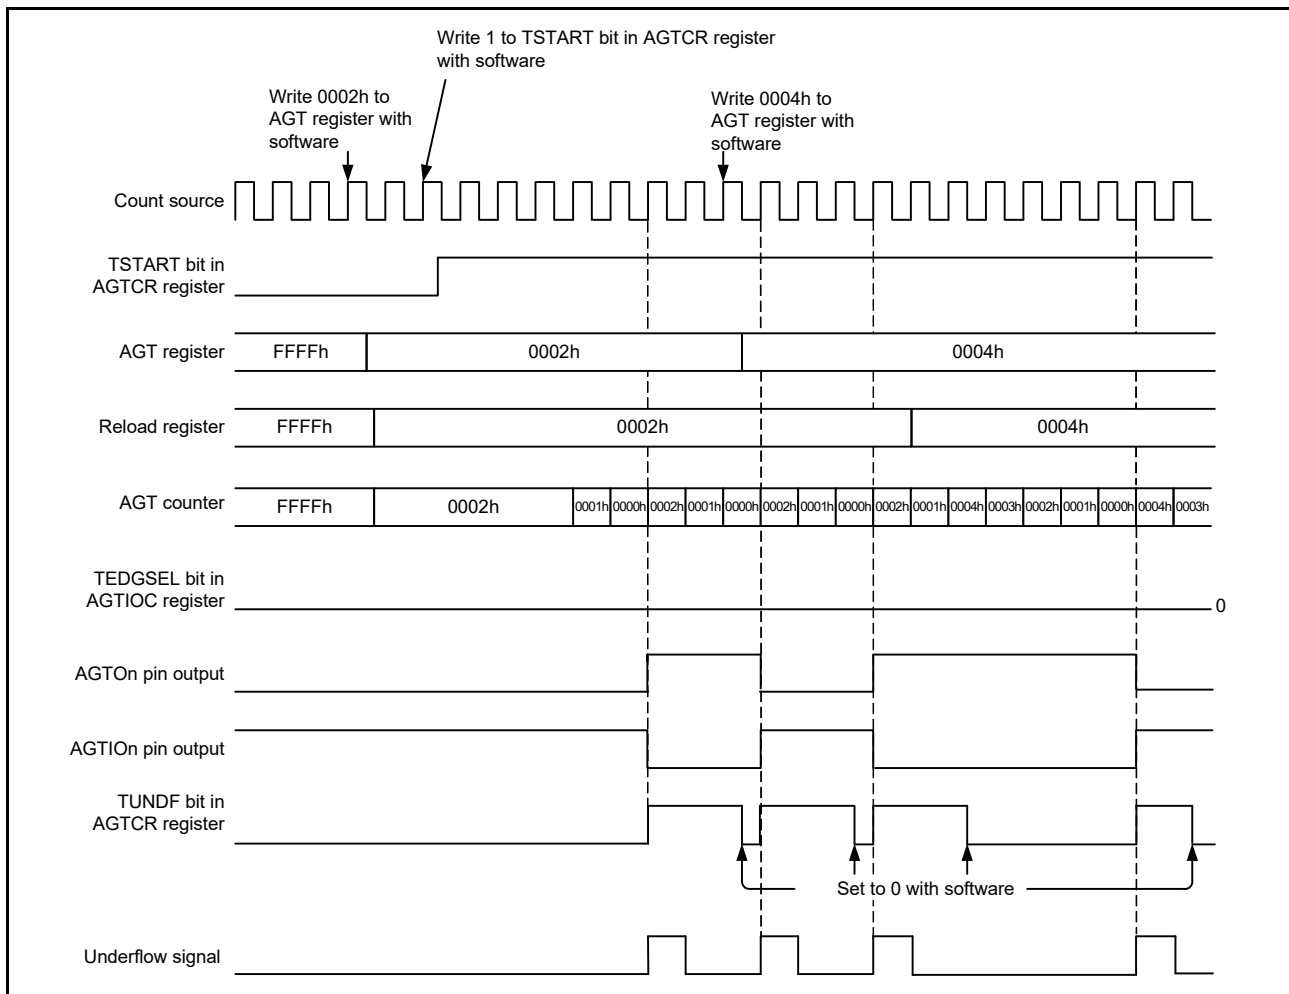 Write 1 to TSTART bit in AGTCR register
with software
Write 0002h to
AGT register with
software
Write 0004h to
AGT register with
software
Count source
TSTART bit in
AGTCR register
AGT register FFFFh 0002h 0004h
Reload register FFFFh 0002h 0004h
AGT counter FFFFh 0002h 0001h 0000h 0002h 0001h 0000h 0002h 0001h 0000h 0002h 0001h 0004h 0003h 0002h 0001h 0000h 0004h 0003h
TEDGSEL bit in
AGTIOC register
0
AGTOn pin output
AGTIOn pin output
TUNDF bit in
AGTCR register
Set to 0 with software
Underflow signal